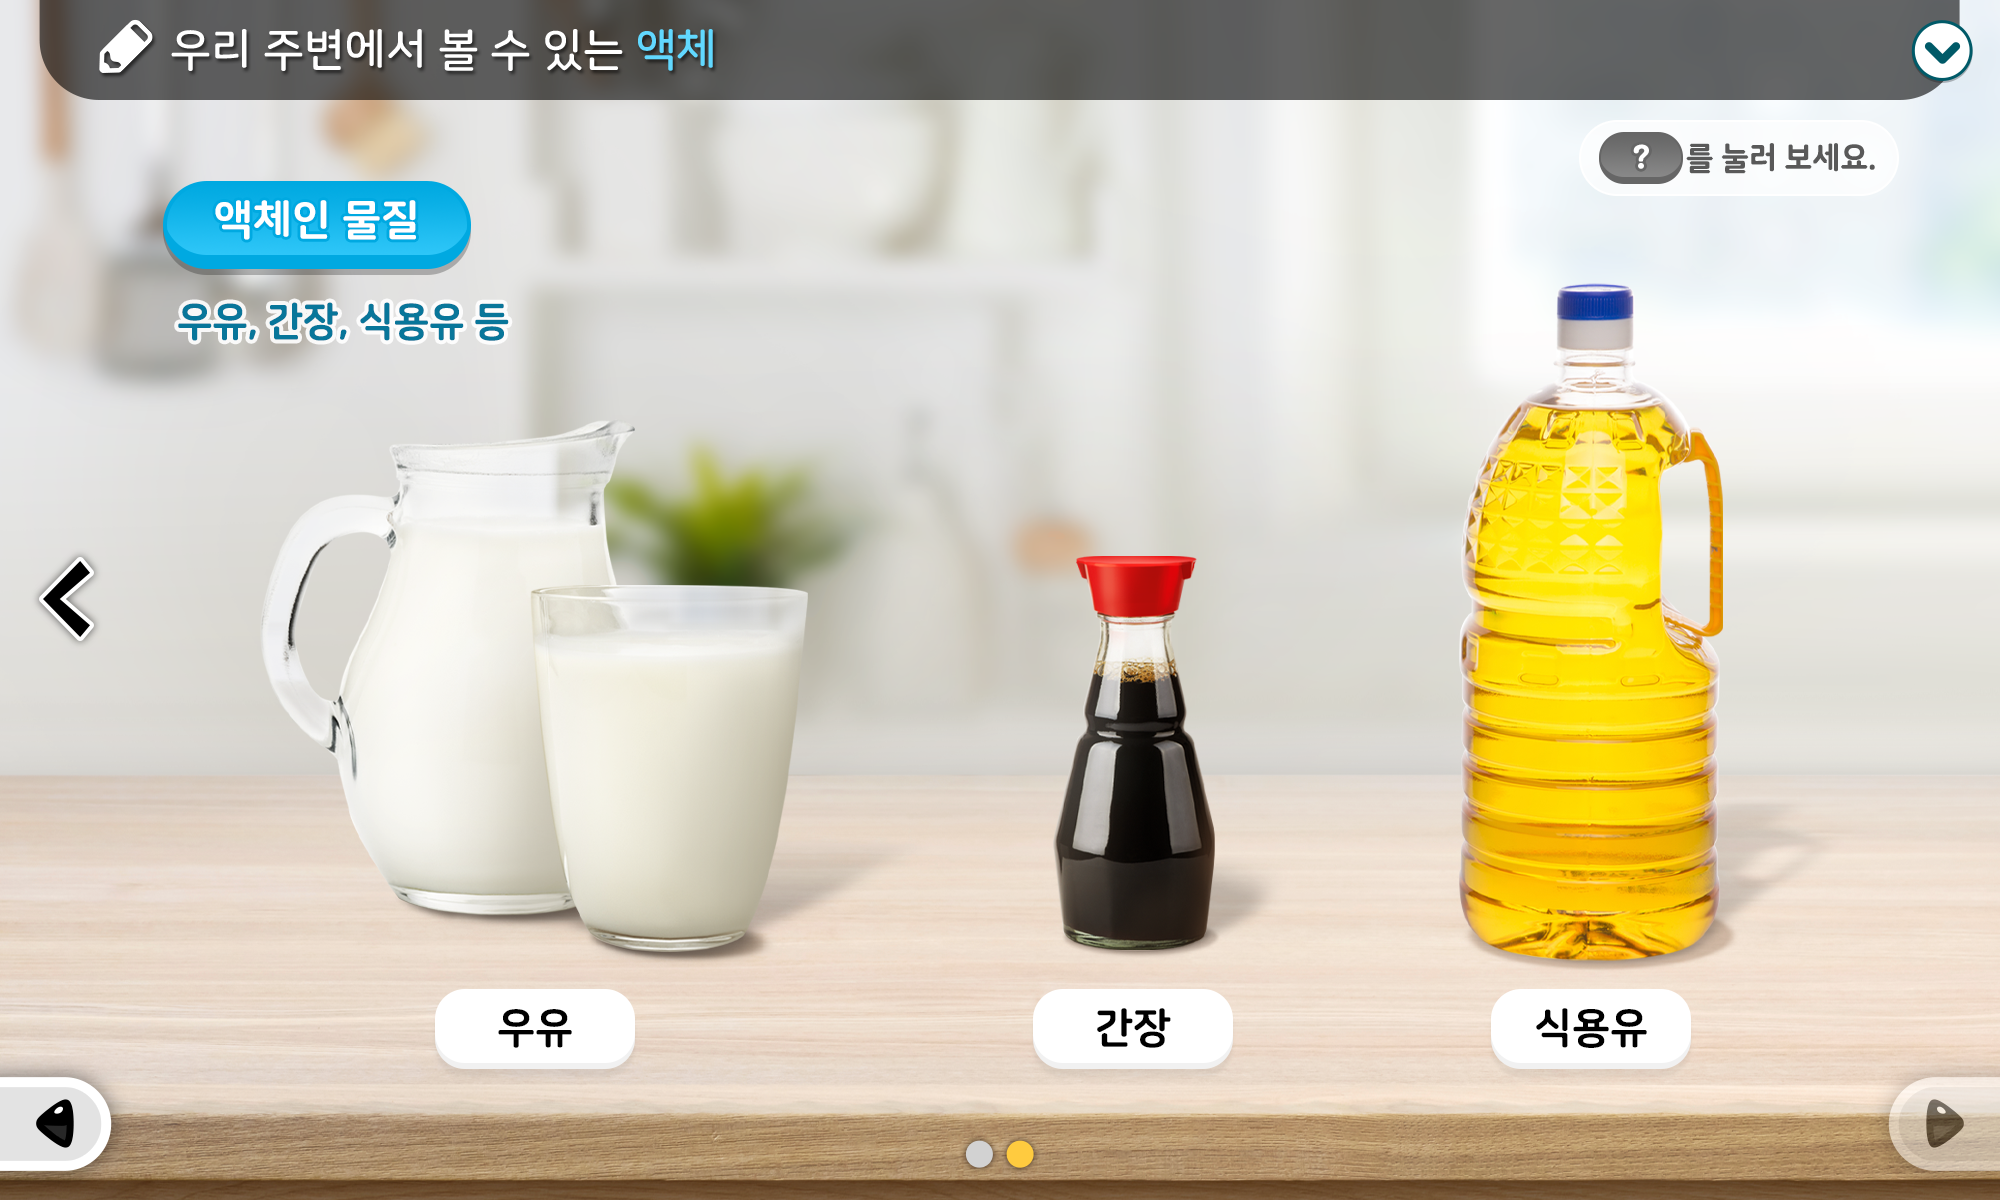 우리 주변에서 볼 수 있는 액체
?를 눌러 보세요.
액체인 물질
우유, 간장, 식용유 등
우유
간장
식용유